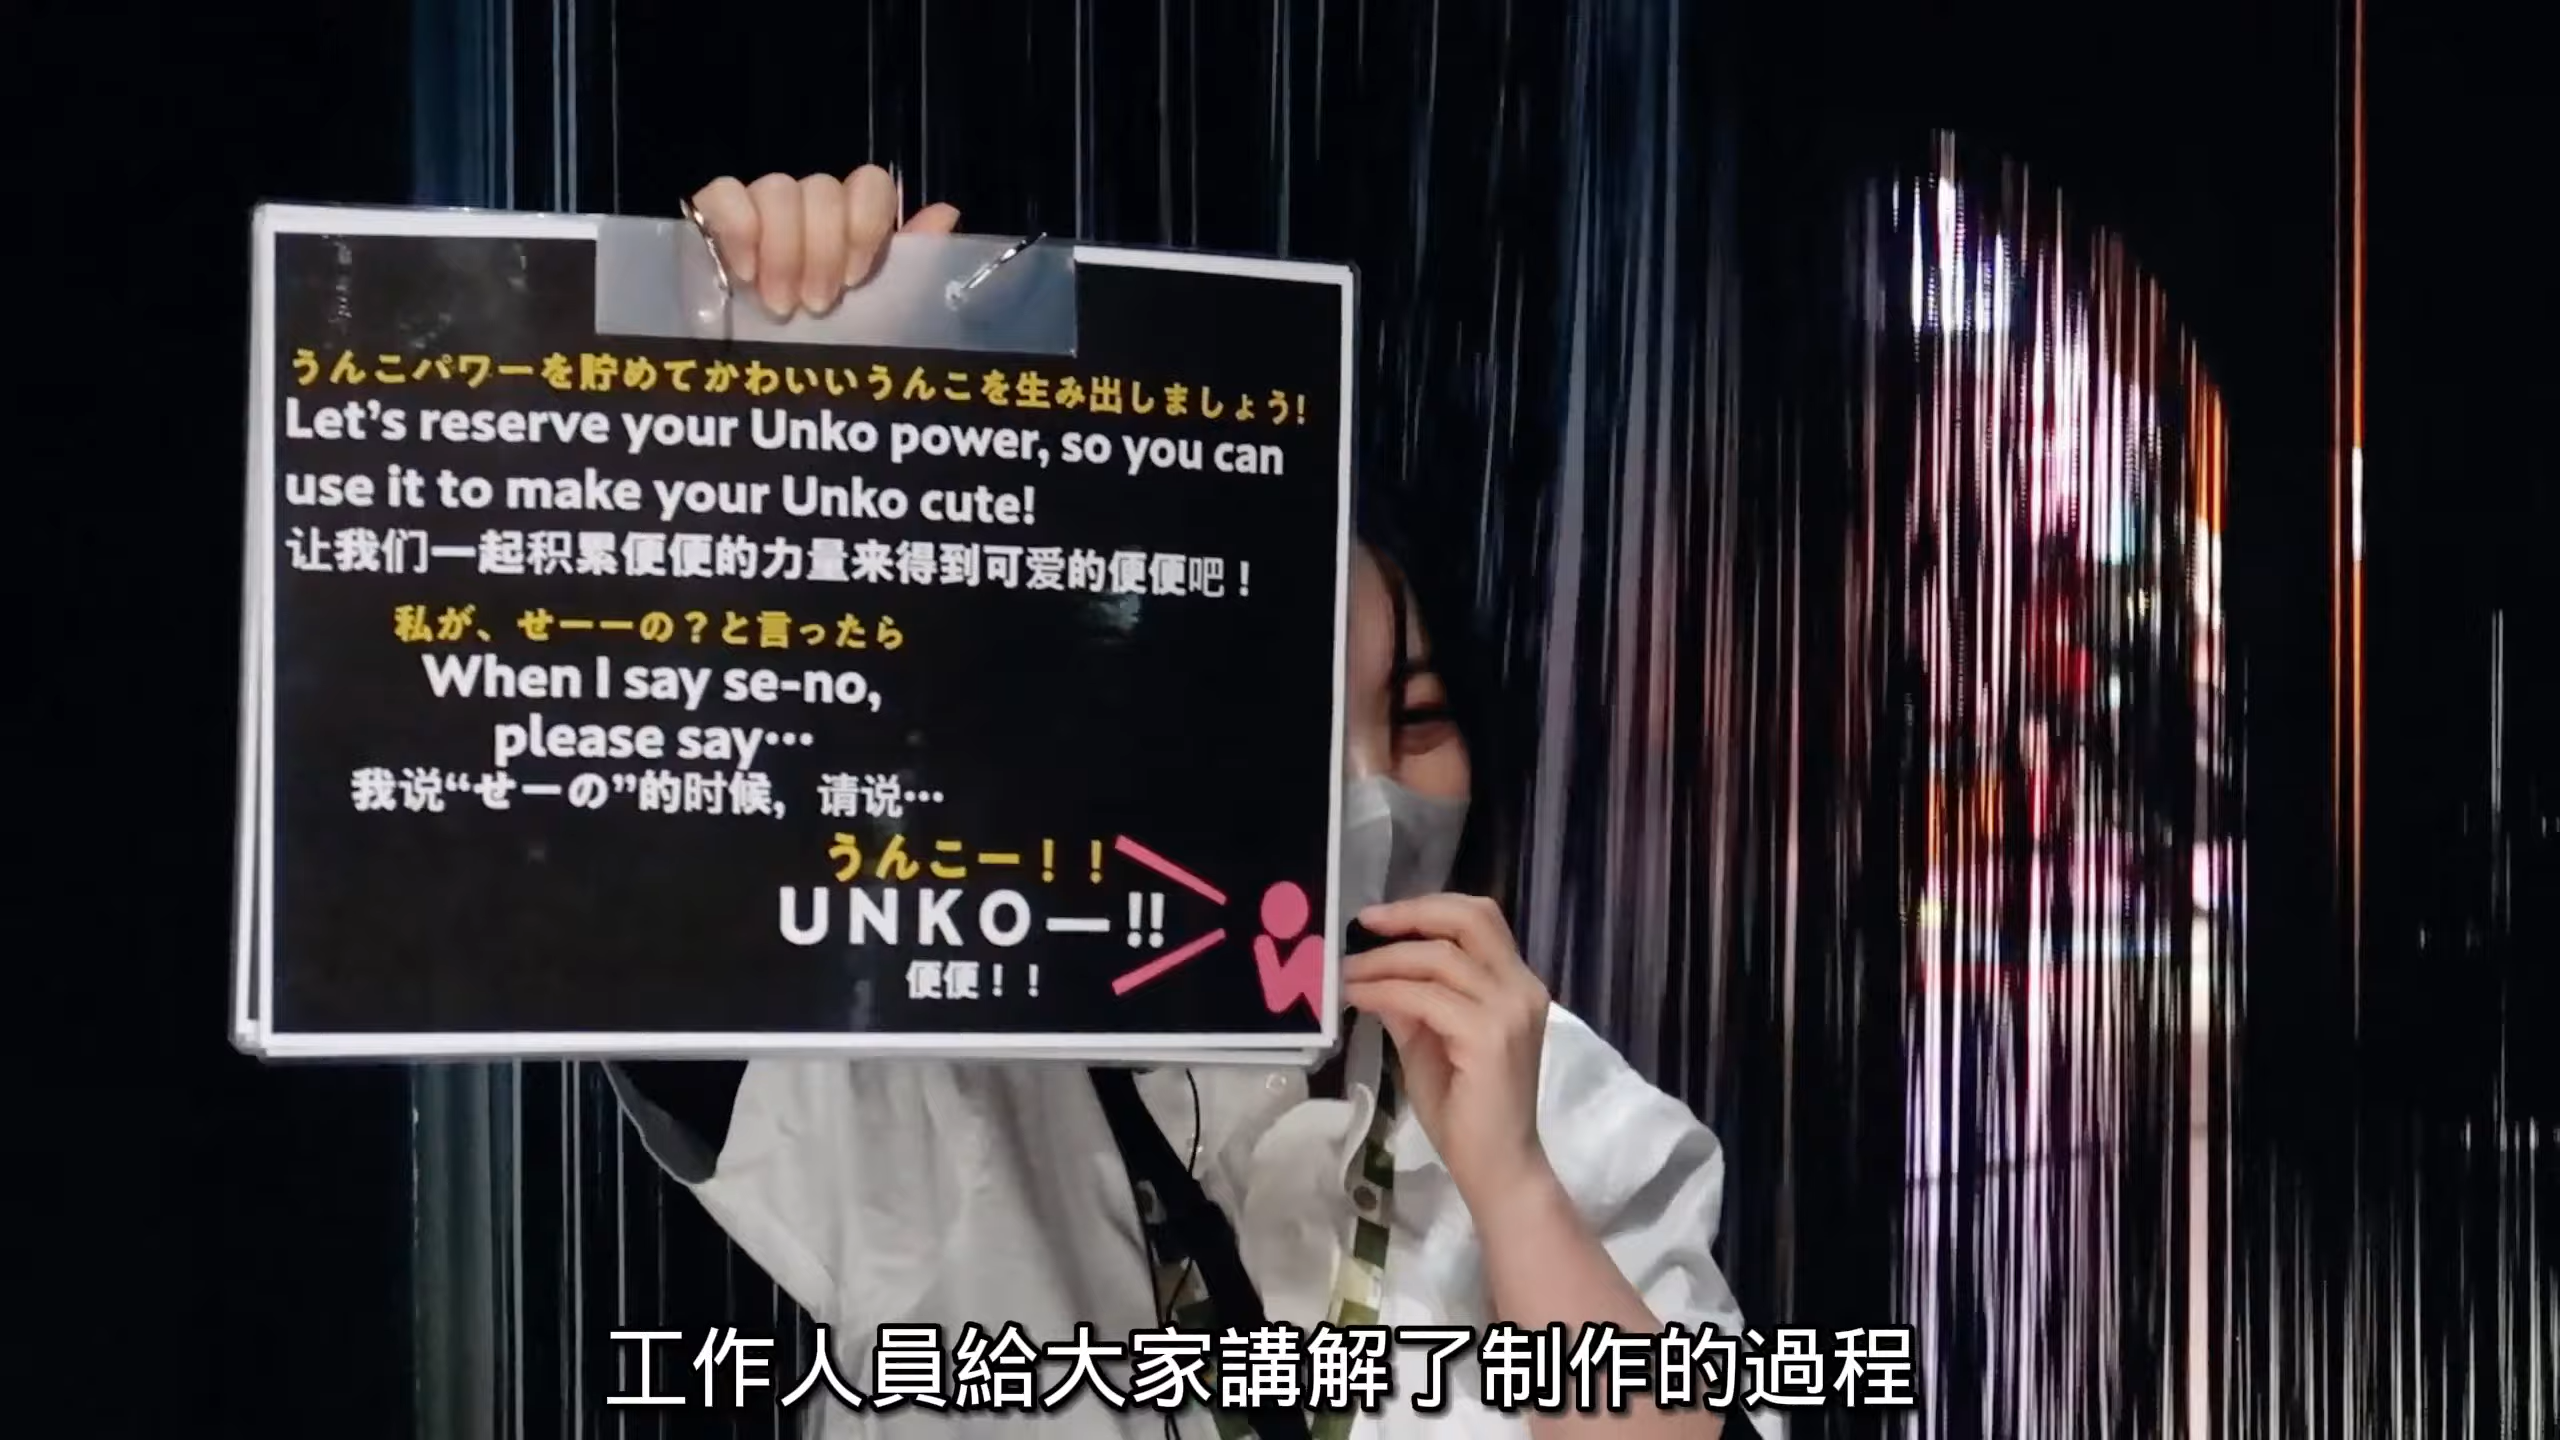 うんこパワーを貯めてかわいいうんこを生み出しましょう!
Let's reserve your Unko power, so you can
use it to make your Unko cute!
让我们一起积累便便的力量来得到可爱的便便吧！
私が、せーーの？と言ったら
When I say se-no,
please say…
我说“せーの”的时候，请说…
うんこー！！
UNKO—!!
便便！！
工作人員給大家講解了制作的過程